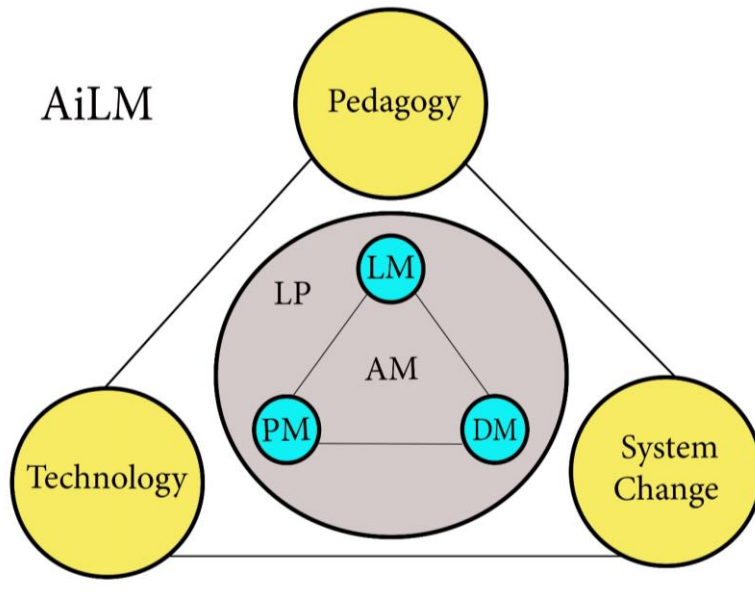 Pedagogy
AiLM
LM
LP
AM
PM
DM
Technology
System
Change